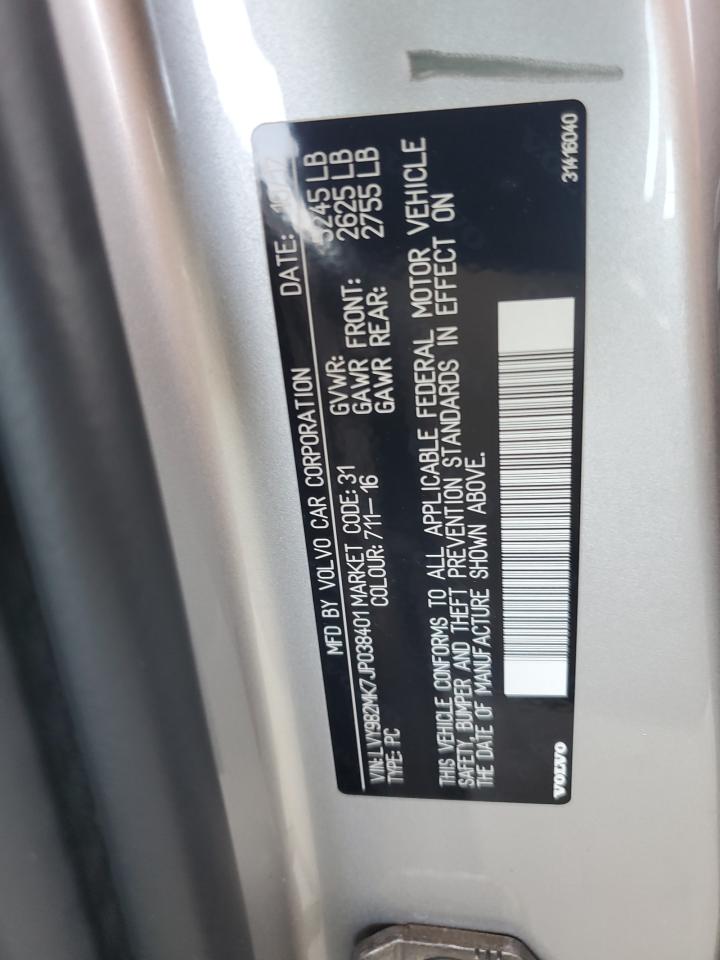 MFD BY VOLVO CAR CORPORATION DATE:
VIN: LVY982MK7JP038401 MARKET CODE: 31 GVWR: 5245 LB
TYPE: PC COLOUR: 711-16 GAWR FRONT: 2625 LB
GAWR REAR: 2755 LB
THIS VEHICLE CONFORMS TO ALL APPLICABLE FEDERAL MOTOR VEHICLE
SAFETY, BUMPER AND THEFT PREVENTION STANDARDS IN EFFECT ON
THE DATE OF MANUFACTURE SHOWN ABOVE.
VOLVO
31416040